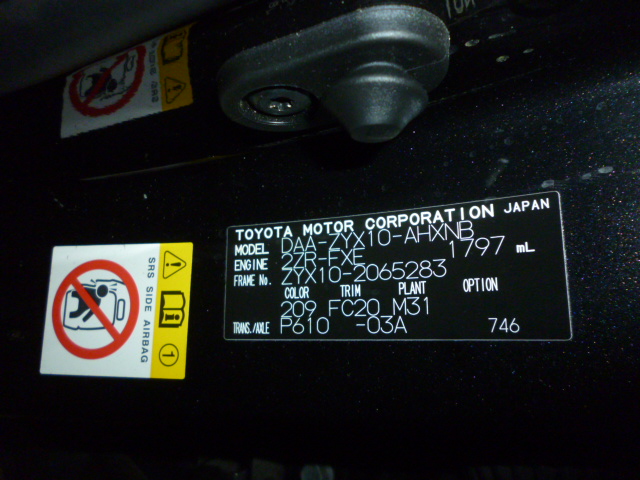 TOYOTA MOTOR CORPORATION JAPAN
MODEL DAA-ZYX10-AHXNB
ENGINE 2ZR-FXE 1797 mL
FRAME No. ZYX10-2065283
COLOR TRIM PLANT OPTION
209 FC20 M31
TRANS./AXLE P610 -03A 746
SRS SIDE AIRBAG
1